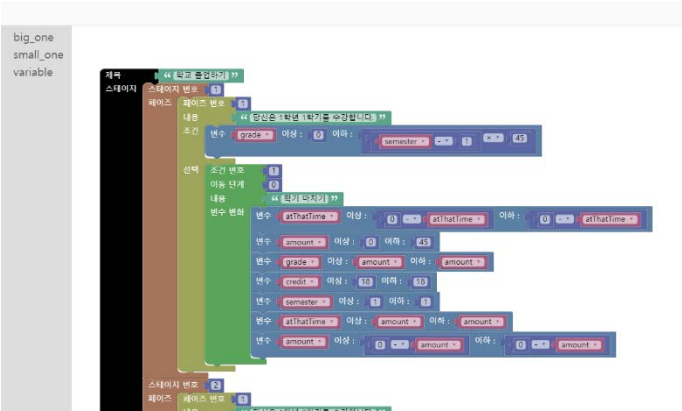 big_one
small_one
variable
제목 “ 학교 졸업하기 ”
스테이지 스테이지 번호 1
페이즈 페이즈 번호 1
내용 “ 당신은 1학년 1학기를 수강합니다. ”
조건 변수 grade 이상 : 0 이하 : semester - 1 × 45
선택 조건 번호 1
이동 단계 0
내용 “ 학기 마치기 ”
변수 변화 변수 atThatTime 이상 : 0 - atThatTime 이하 : 0 - atThatTime
변수 amount 이상 : 0 이하 : 45
변수 grade 이상 : amount 이하 : amount
변수 credit 이상 : 18 이하 : 18
변수 semester 이상 : 1 이하 : 1
변수 atThatTime 이상 : amount 이하 : amount
변수 amount 이상 : 0 - amount 이하 : 0 - amount
스테이지 번호 2
페이즈 페이즈 번호 1